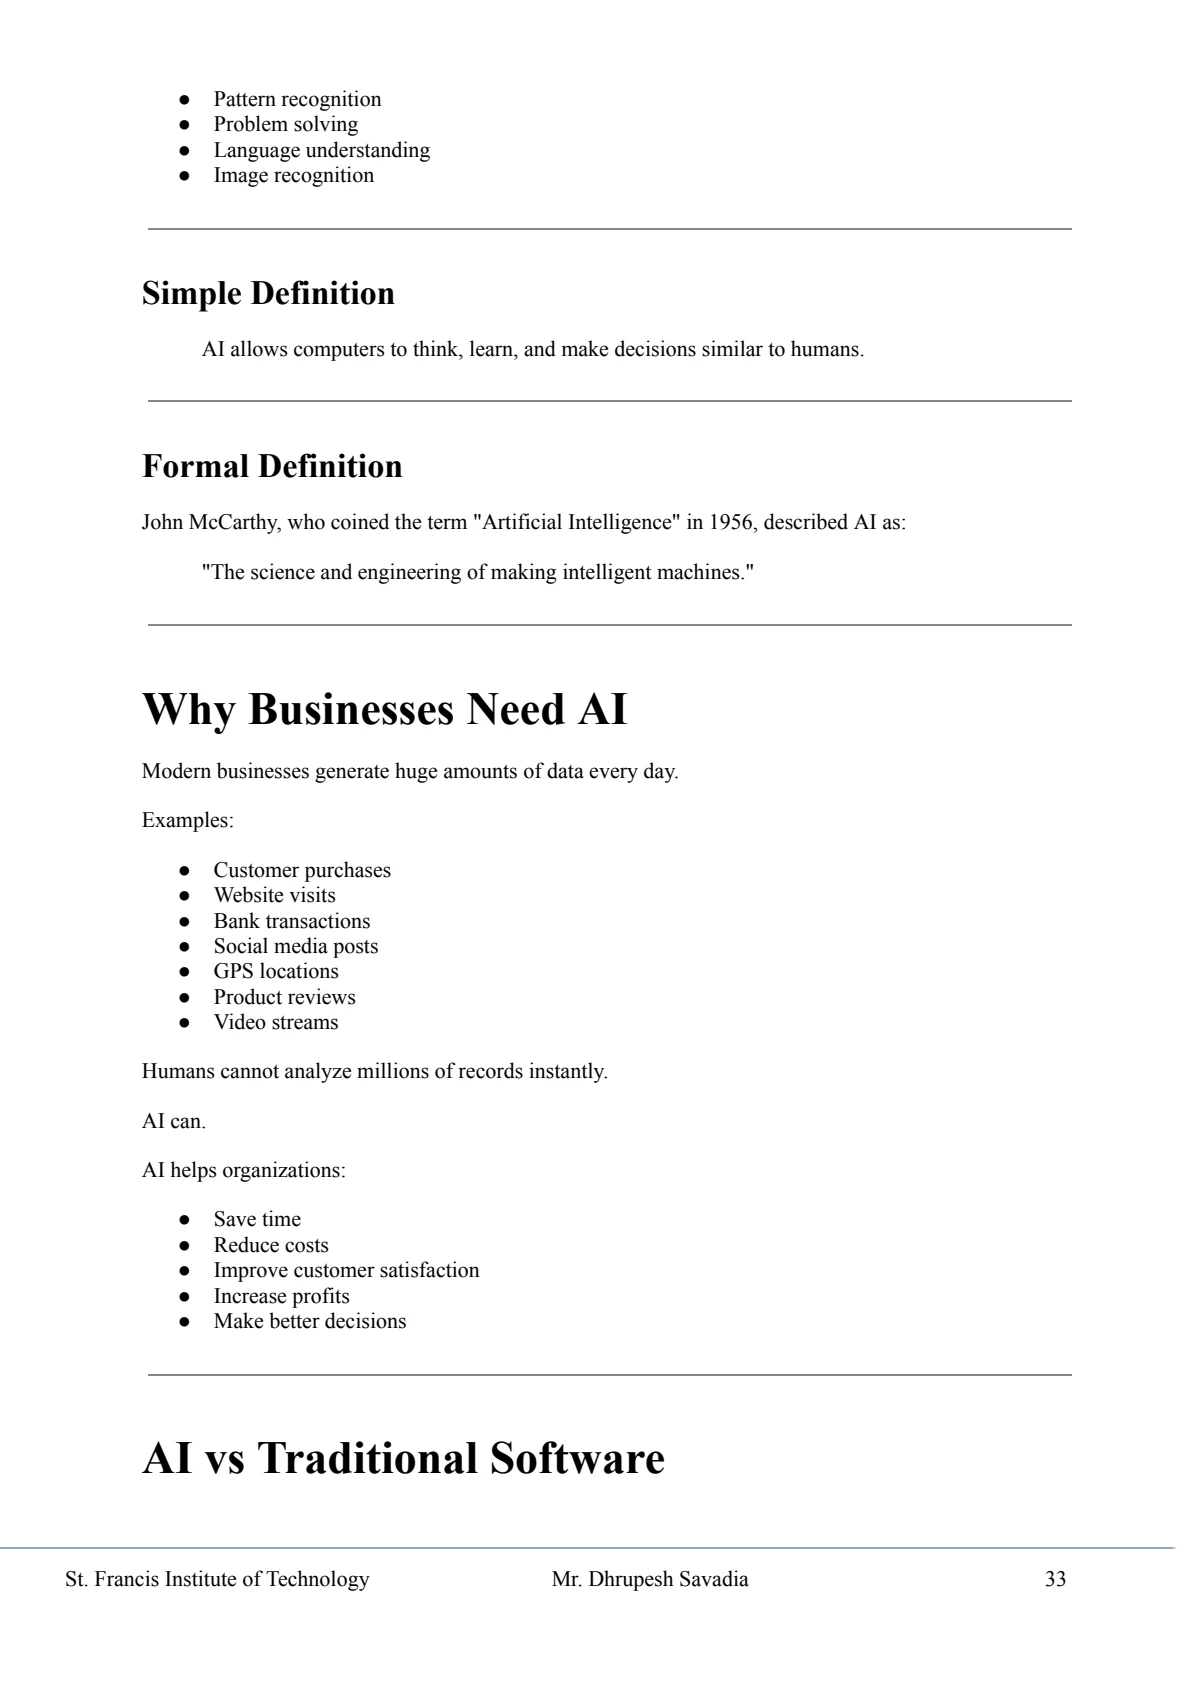 ● Pattern recognition
● Problem solving
● Language understanding
● Image recognition
Simple Definition
AI allows computers to think, learn, and make decisions similar to humans.
Formal Definition
John McCarthy, who coined the term "Artificial Intelligence" in 1956, described AI as:
"The science and engineering of making intelligent machines."
Why Businesses Need AI
Modern businesses generate huge amounts of data every day.
Examples:
● Customer purchases
● Website visits
● Bank transactions
● Social media posts
● GPS locations
● Product reviews
● Video streams
Humans cannot analyze millions of records instantly.
AI can.
AI helps organizations:
● Save time
● Reduce costs
● Improve customer satisfaction
● Increase profits
● Make better decisions
AI vs Traditional Software
St. Francis Institute of Technology Mr. Dhrupesh Savadia 33